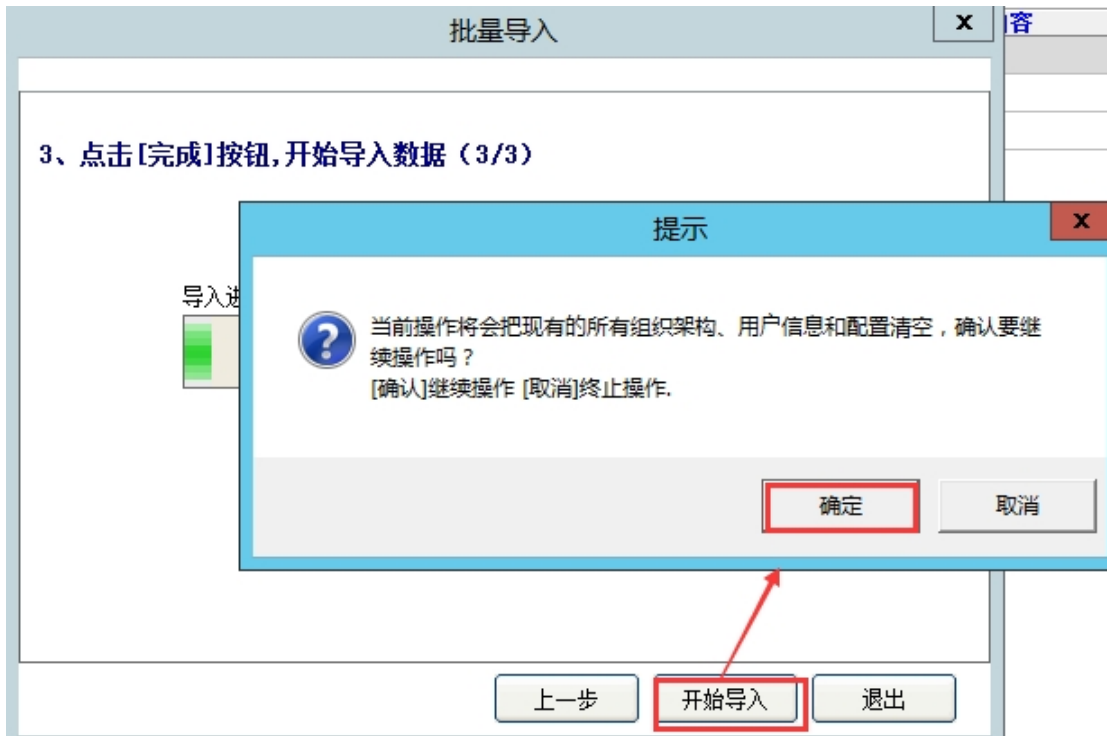 批量导入
x
容
3、点击[完成]按钮,开始导入数据（3/3）
提示
x
导入进
?
当前操作将会把现有的所有组织架构、用户信息和配置清空，确认要继
续操作吗？
[确认]继续操作 [取消]终止操作.
确定
取消
上一步
开始导入
退出